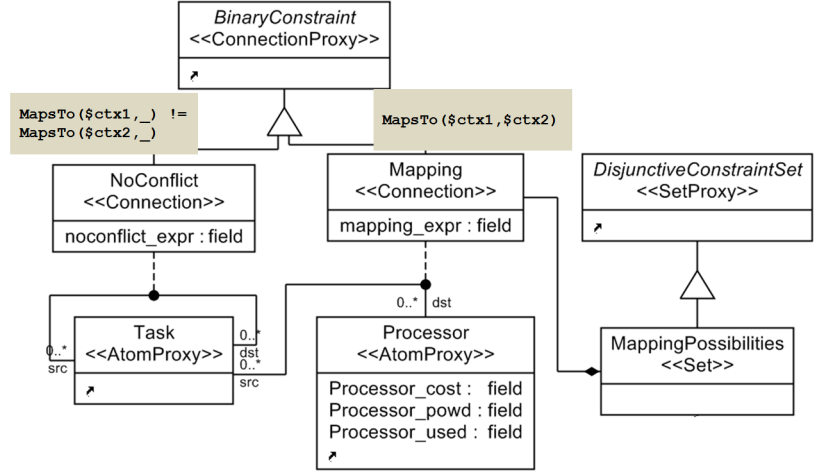 BinaryConstraint
<<ConnectionProxy>>
MapsTo($ctx1,_) !=
MapsTo($ctx2,_)
MapsTo($ctx1,$ctx2)
NoConflict
<<Connection>>
noconflict_expr : field
Mapping
<<Connection>>
mapping_expr : field
DisjunctiveConstraintSet
<<SetProxy>>
0..*
src
Task
<<AtomProxy>>
0..*
dst
0..*
src
0..*
dst
Processor
<<AtomProxy>>
Processor_cost : field
Processor_powd : field
Processor_used : field
MappingPossibilities
<<Set>>